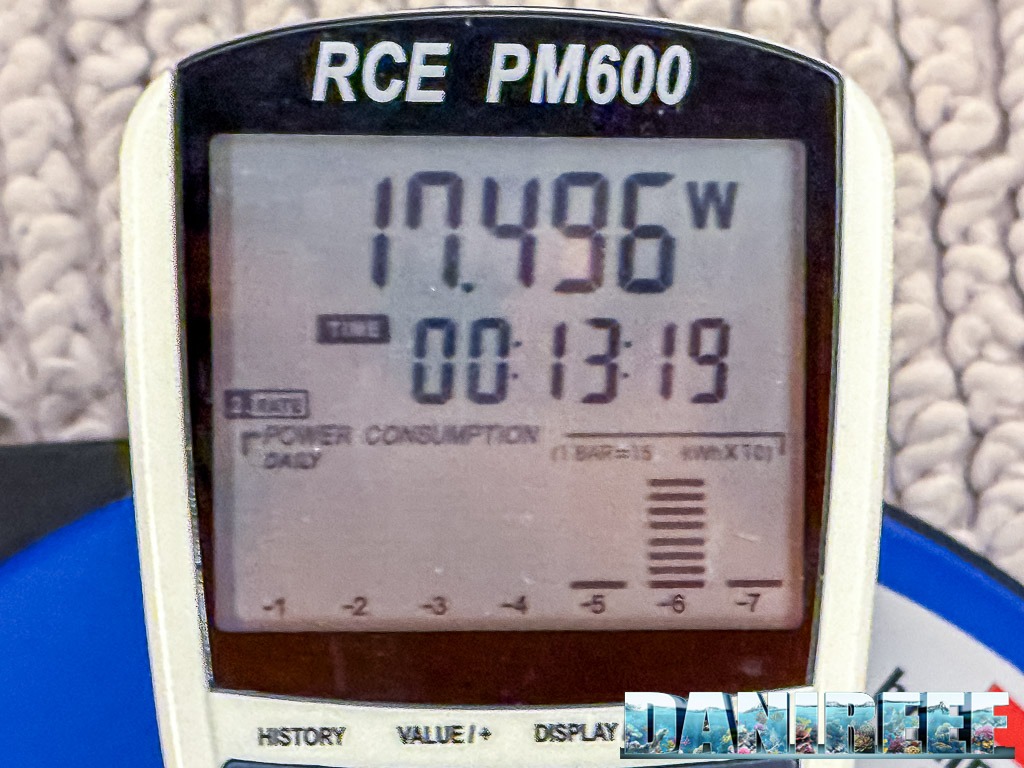 RCE PM600
17.496 W
TIME 00:13:19
RATE
POWER CONSUMPTION
DAILY (1 BAR=15 kWhX10)
-1 -2 -3 -4 -5 -6 -7
HISTORY VALUE/+ DISPLAY
DANIREEF